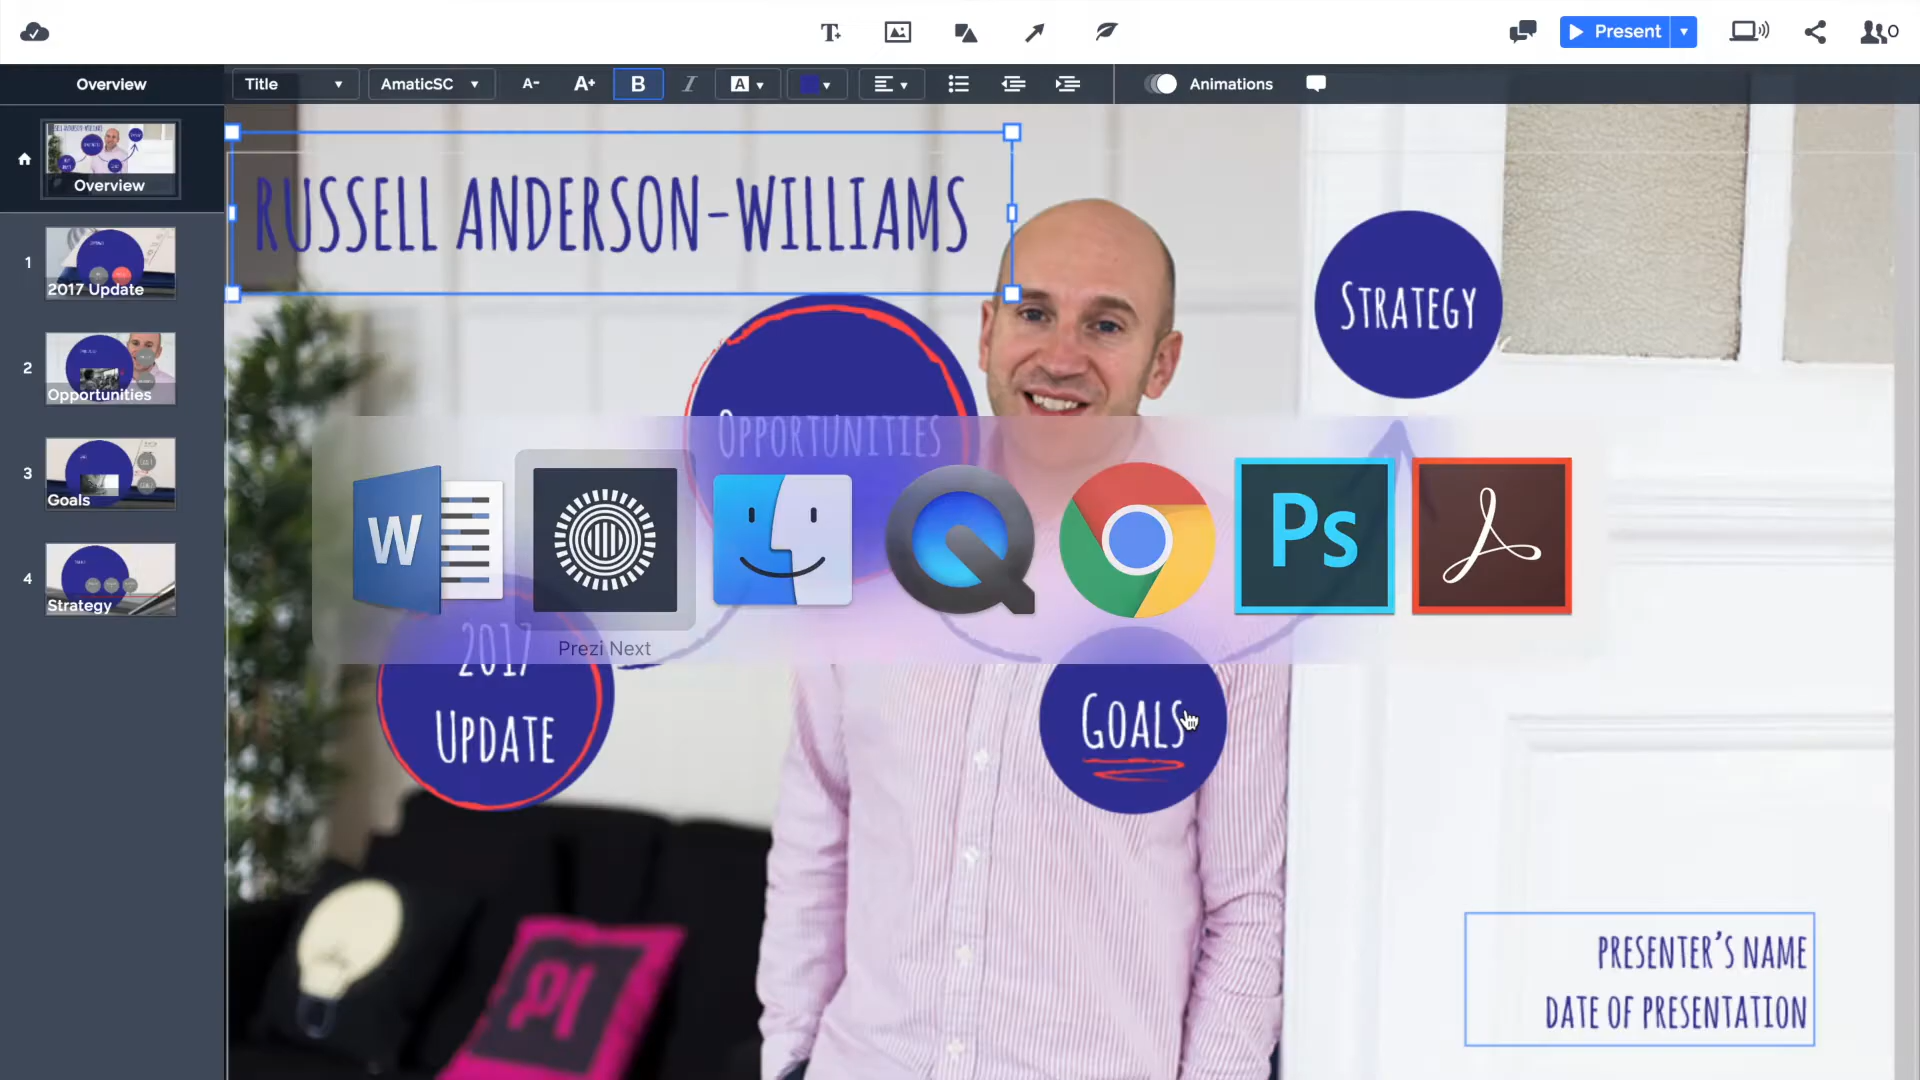 Present
0
Overview
Title
AmaticSC
A-
A+
B
I
A
Animations
Overview
1
2017 Update
2
Opportunities
3
Goals
4
Strategy
RUSSELL ANDERSON-WILLIAMS
STRATEGY
OPPORTUNITIES
W
Ps
Prezi Next
2017
UPDATE
GOALS
PRESENTER'S NAME
DATE OF PRESENTATION